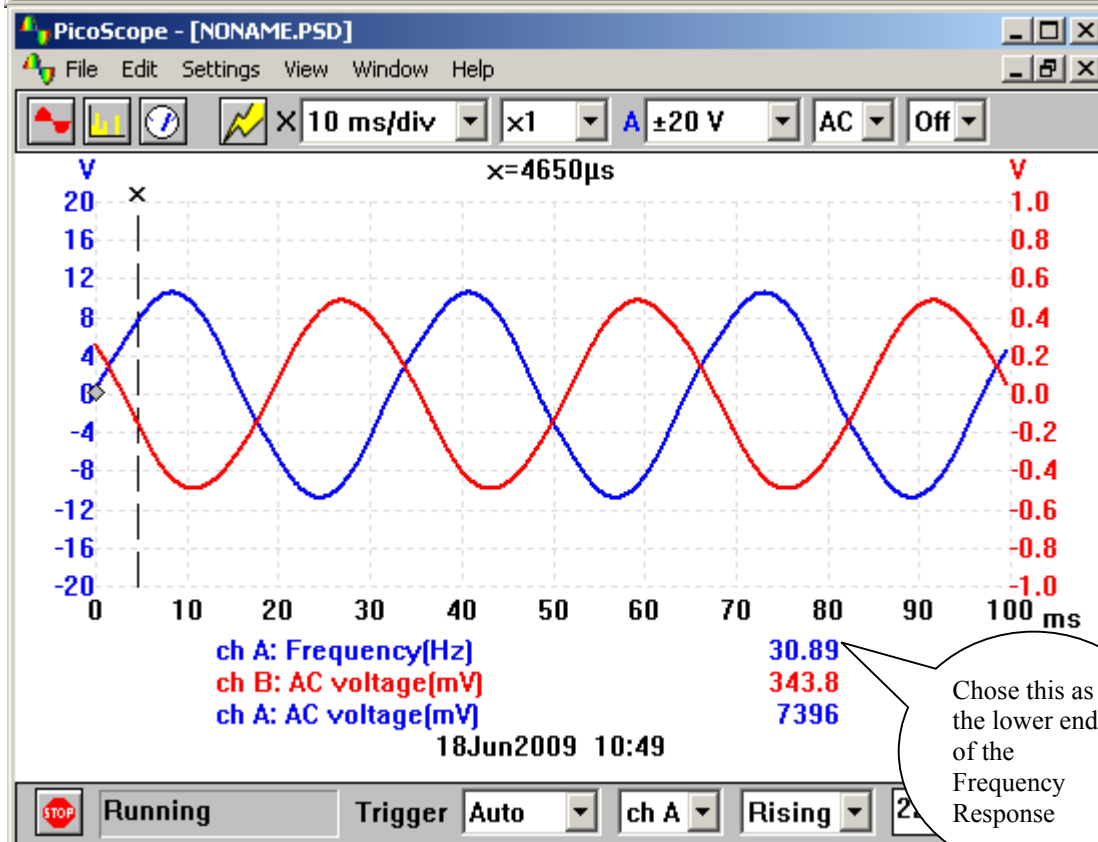 PicoScope - [NONAME.PSD]
File Edit Settings View Window Help
X 10 ms/div x1 A ±20 V AC Off
V x=4650µs V
20 x 1.0
16 0.8
12 0.6
8 0.4
4 0.2
0 0.0
-4 -0.2
-8 -0.4
-12 -0.6
-16 -0.8
-20 -1.0
0 10 20 30 40 50 60 70 80 90 100 ms
ch A: Frequency(Hz) 30.89
ch B: AC voltage(mV) 343.8
ch A: AC voltage(mV) 7396
18Jun2009 10:49
Chose this as
the lower end
of the
Frequency
Response
STOP Running Trigger Auto ch A Rising